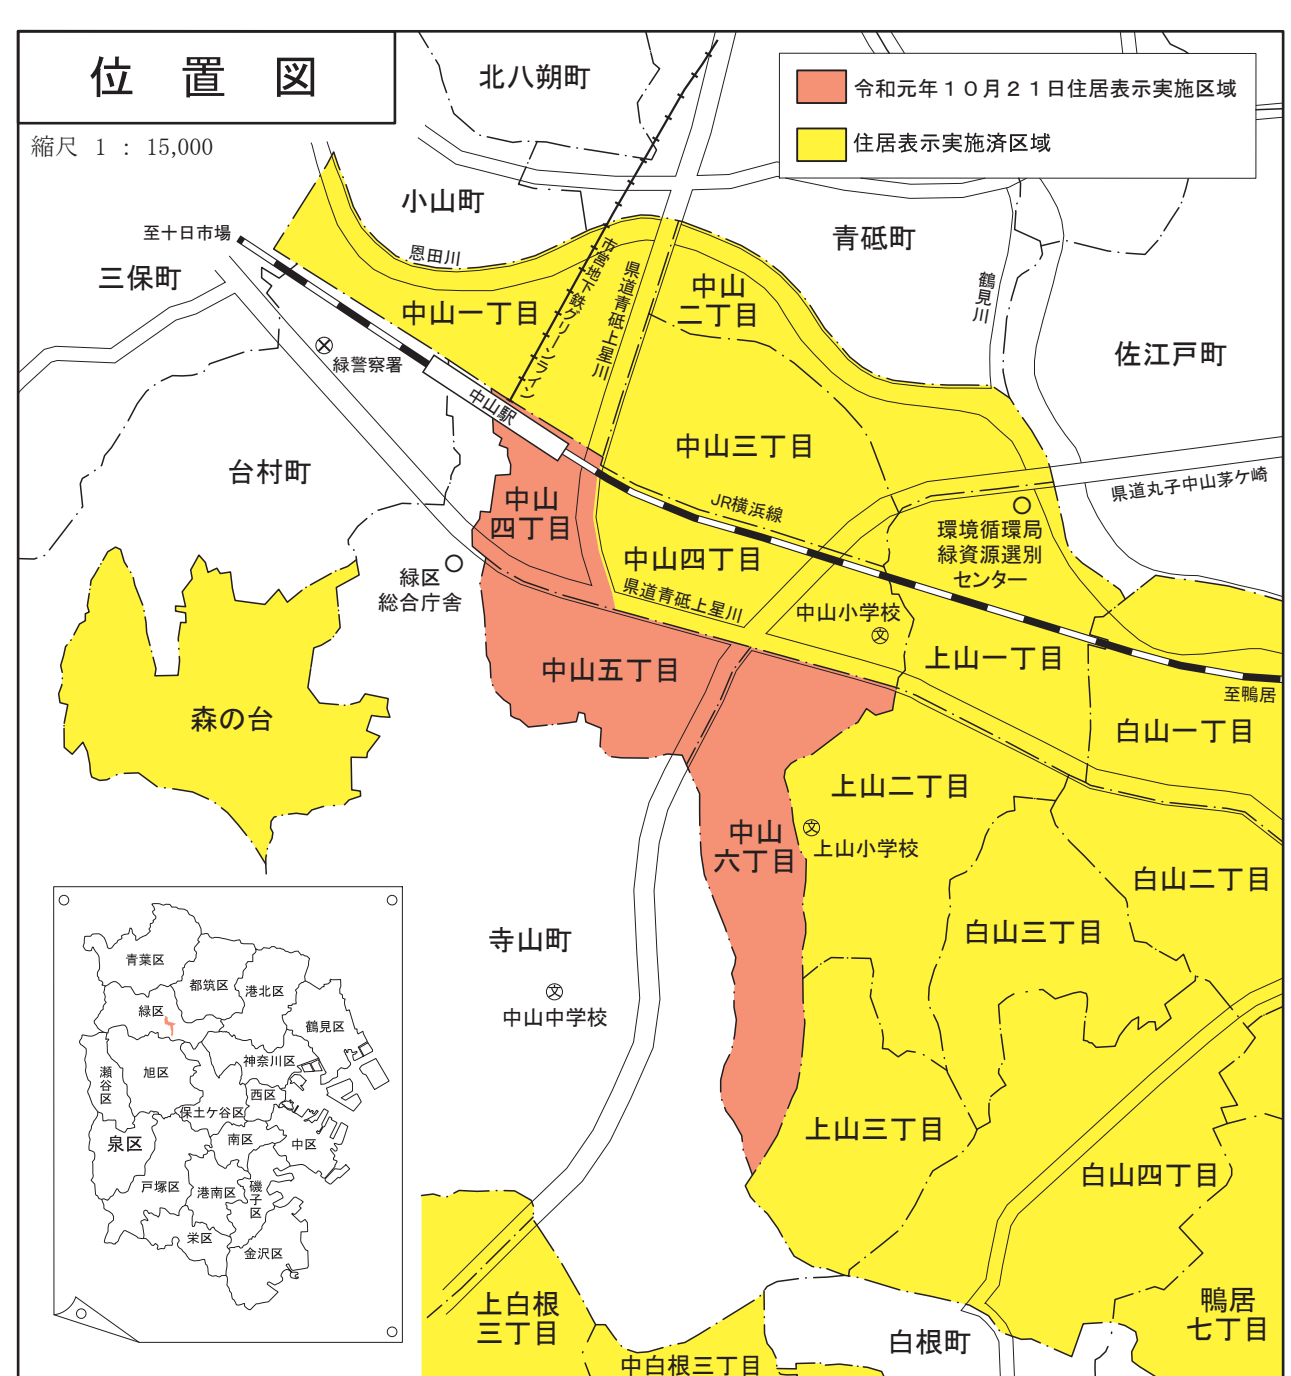 位置図
縮尺 1 : 15,000
令和元年１０月２１日住居表示実施区域
住居表示実施済区域
北八朔町
小山町
青砥町
至十日市場
恩田川
三保町
市営地下鉄グリーンライン
県道青砥上星川
中山
二丁目
鶴見川
中山一丁目
佐江戸町
緑警察署
中山駅
中山三丁目
台村町
県道丸子中山茅ケ崎
JR横浜線
中山
四丁目
環境循環局
緑資源選別
センター
中山四丁目
緑区
総合庁舎
県道青砥上星川
中山小学校
文
上山一丁目
中山五丁目
至鴨居
森の台
白山一丁目
上山二丁目
中山
六丁目
文
上山小学校
白山二丁目
白山三丁目
寺山町
文
中山中学校
上山三丁目
白山四丁目
上白根
三丁目
鴨居
七丁目
白根町
中白根三丁目
青葉区
都筑区
港北区
緑区
鶴見区
神奈川区
瀬谷区
旭区
西区
保土ケ谷区
泉区
南区
中区
戸塚区
港南区
磯子区
栄区
金沢区